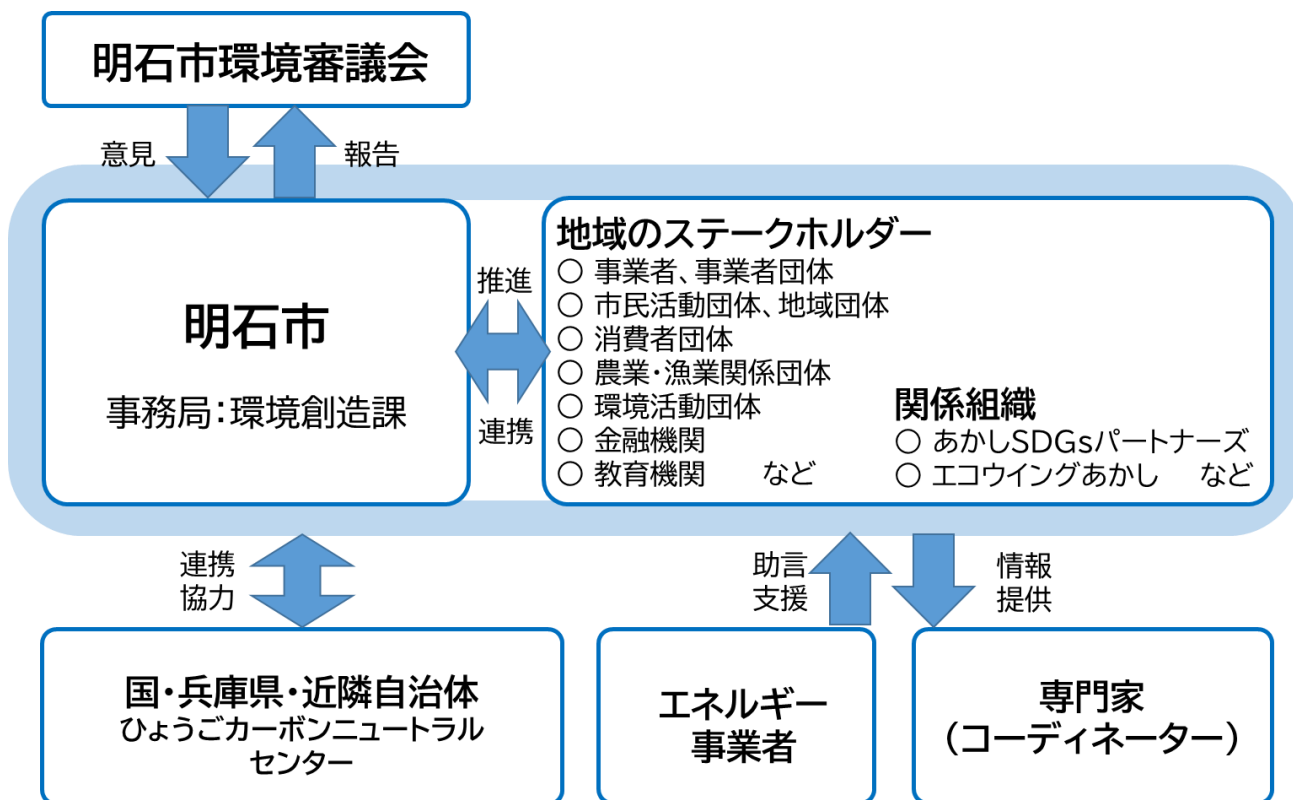 明石市環境審議会
意見
報告
明石市
事務局：環境創造課
推進
連携
地域のステークホルダー
○ 事業者、事業者団体
○ 市民活動団体、地域団体
○ 消費者団体
○ 農業・漁業関係団体
○ 環境活動団体
○ 金融機関
○ 教育機関　など
関係組織
○ あかしSDGsパートナーズ
○ エコウイングあかし　など
連携
協力
助言
支援
情報
提供
国・兵庫県・近隣自治体
ひょうごカーボンニュートラル
センター
エネルギー
事業者
専門家
（コーディネーター）